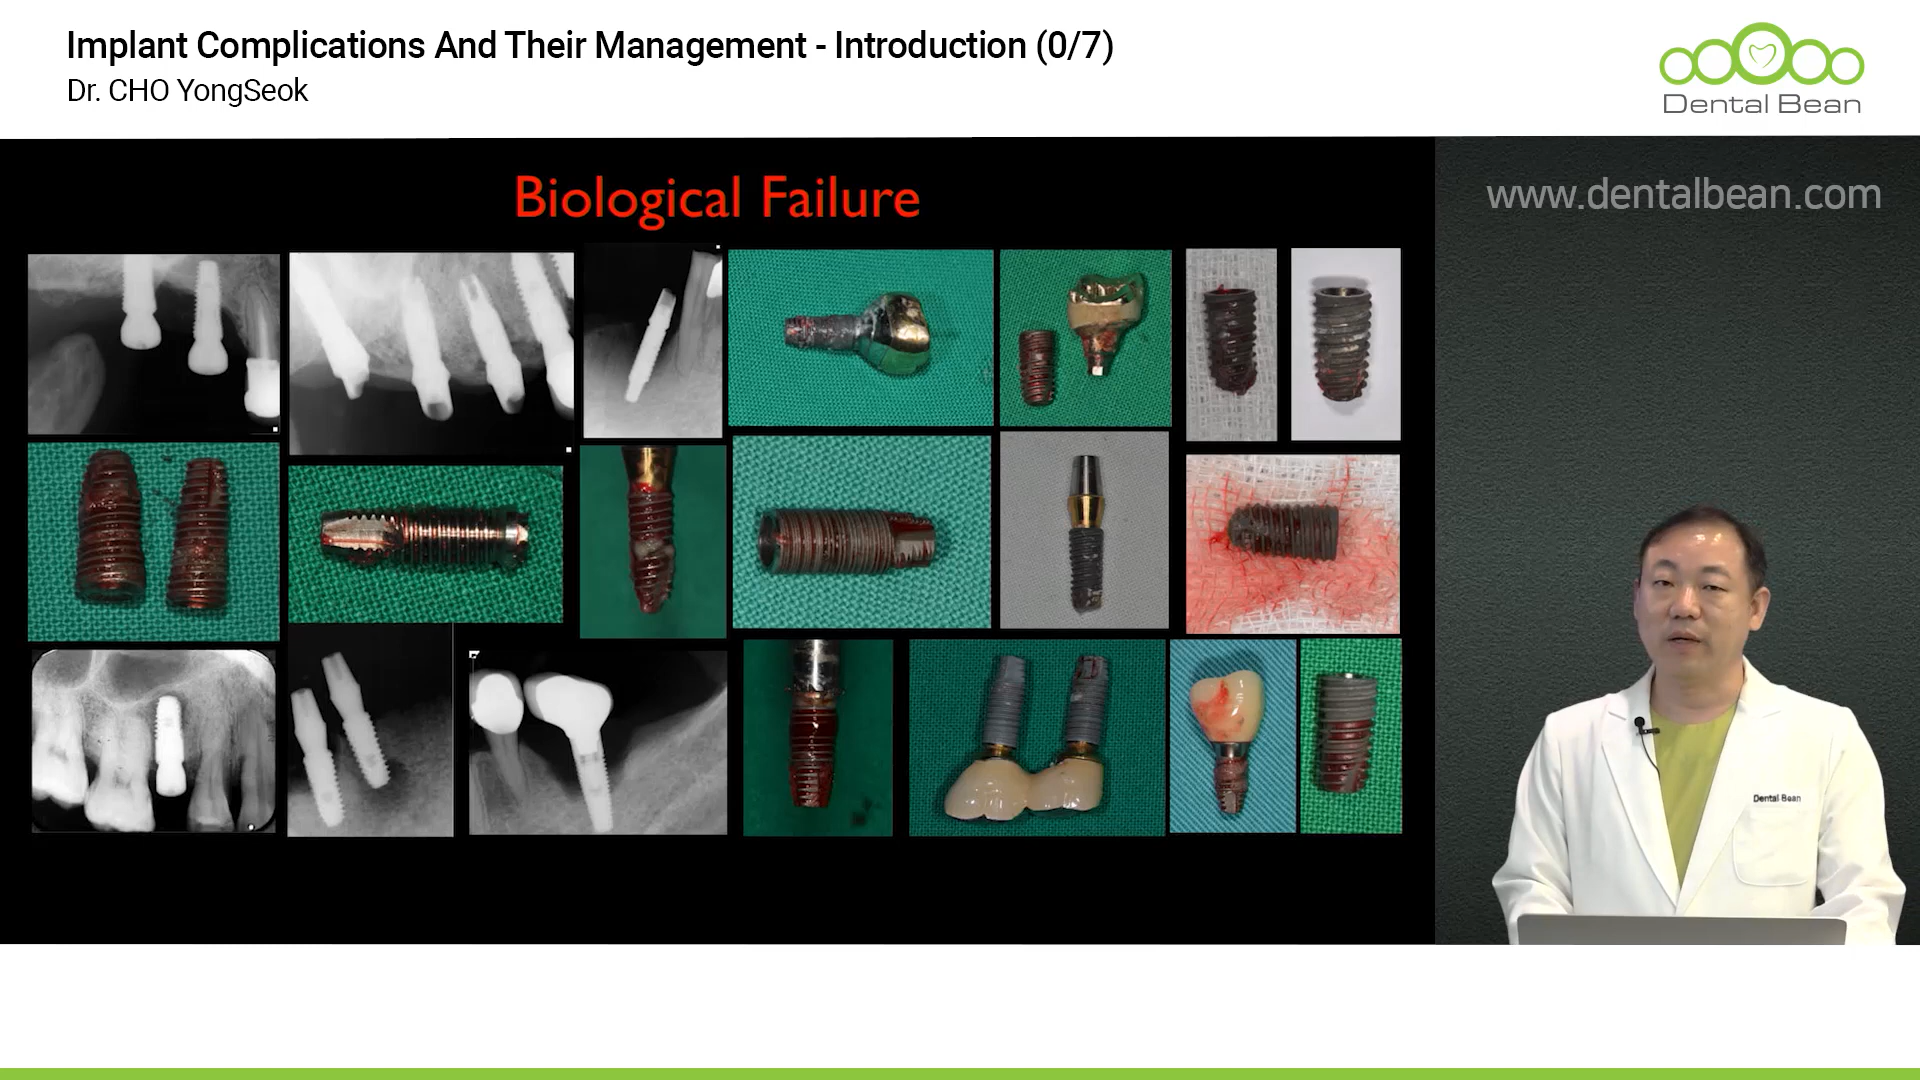 Implant Complications And Their Management - Introduction (0/7)
Dr. CHO YongSeok
Dental Bean
www.dentalbean.com
Biological Failure
Dental Bean